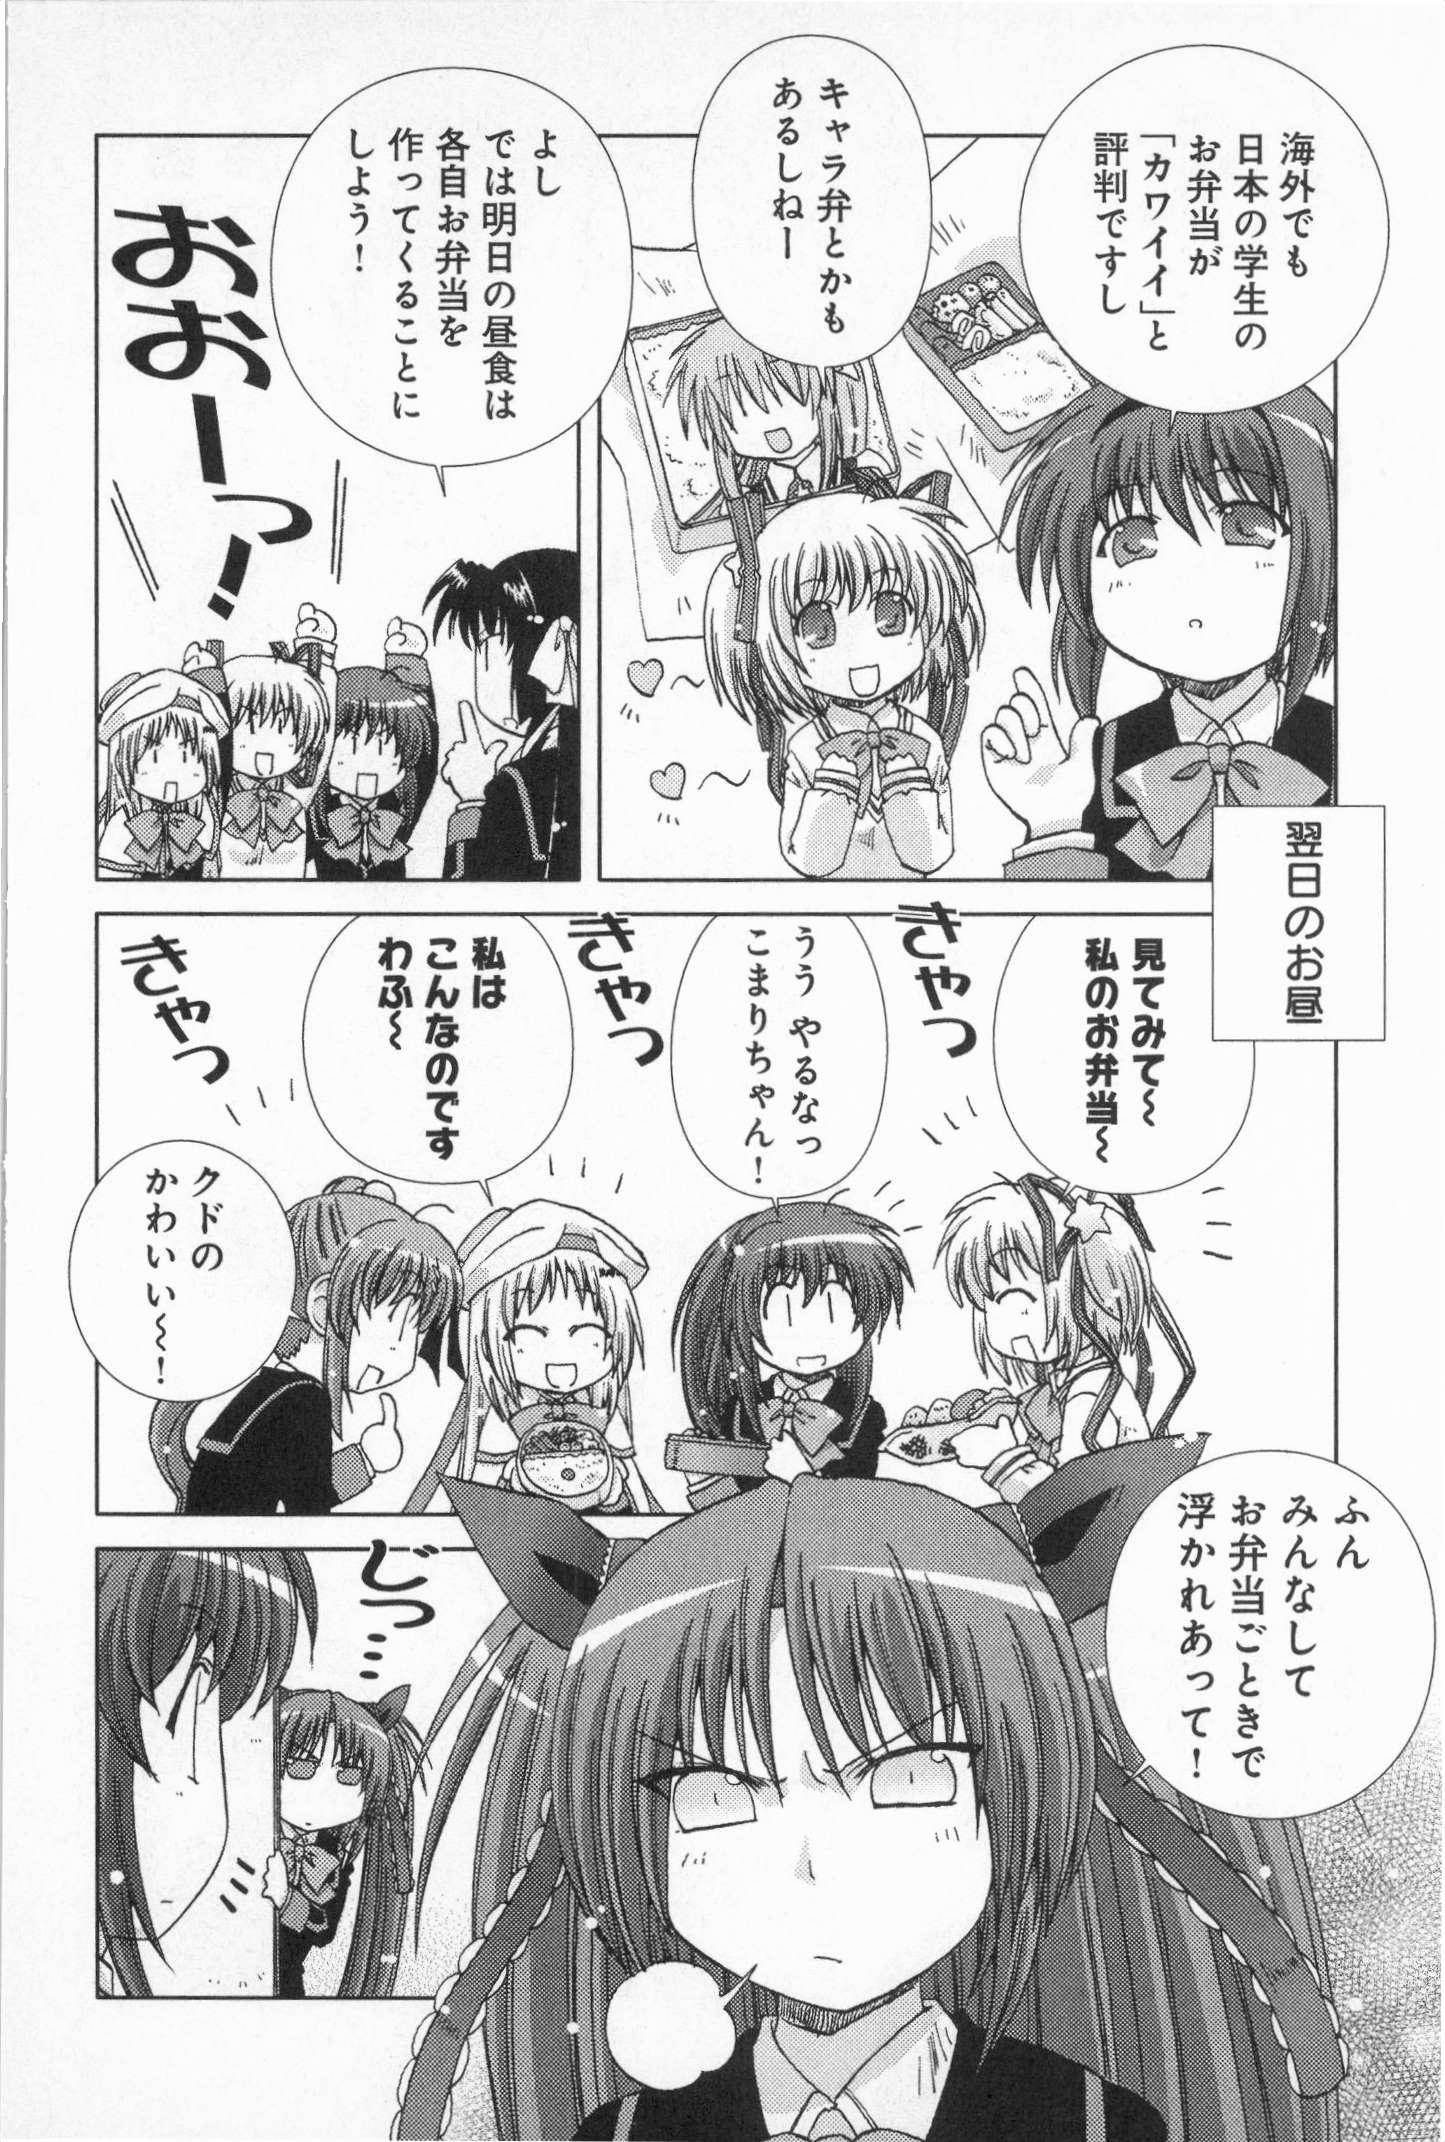 海外でも
日本の学生の
お弁当が
「カワイイ」と
評判ですし
キャラ弁とかも
あるしねー
よし
では明日の昼食は
各自お弁当を
作ってくることに
しよう！
おおーっ！
翌日のお昼
見てみて～
私のお弁当～
きゃっ
うう やるなっ
こまりちゃん！
きゃっ
私は
こんなのです
わふ～
きゃっ
クドの
かわいい～！
ふん
みんなして
お弁当ごときで
浮かれあって！
じっ…